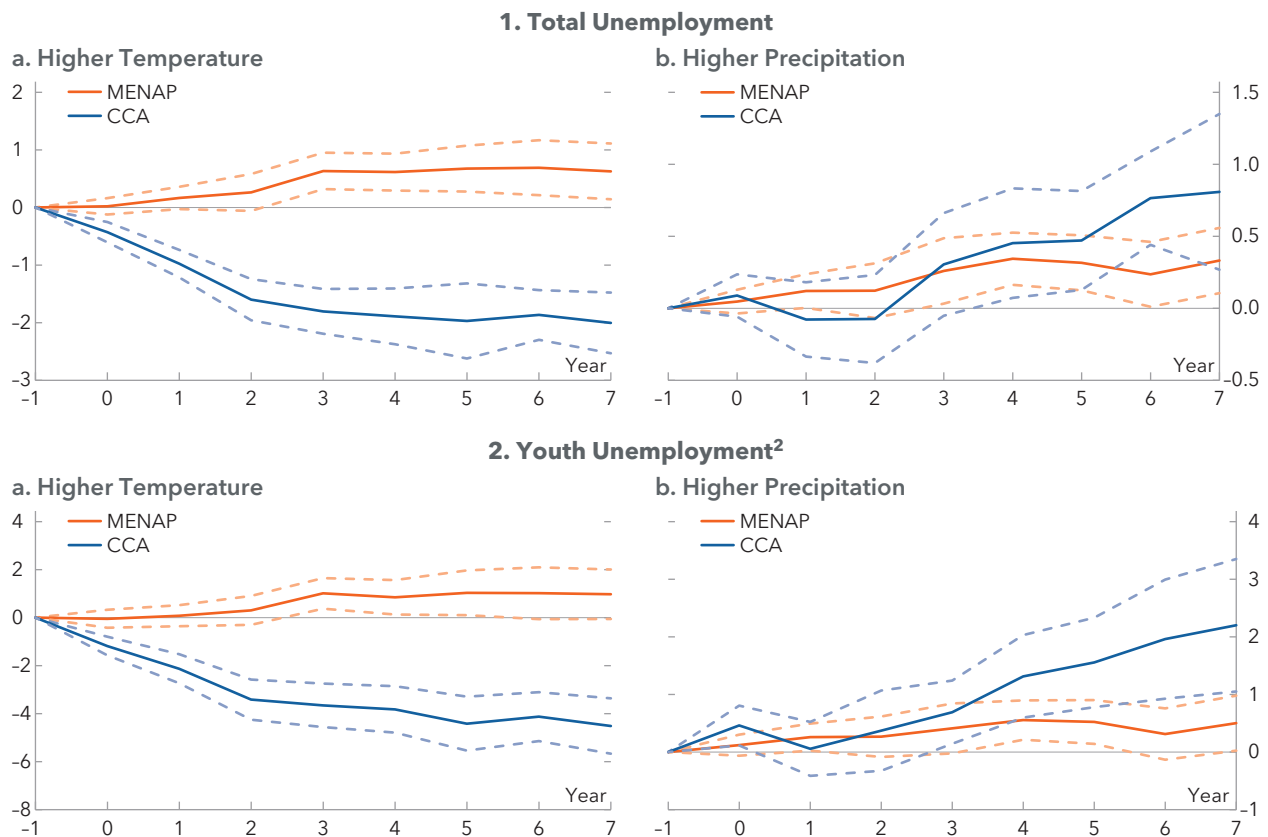 1. Total Unemployment
a. Higher Temperature
b. Higher Precipitation
MENAP
CCA
2
1
0
–1
–2
–3
Year
–1 0 1 2 3 4 5 6 7
MENAP
CCA
1.5
1.0
0.5
0.0
–0.5
Year
–1 0 1 2 3 4 5 6 7
2. Youth Unemployment²
a. Higher Temperature
b. Higher Precipitation
MENAP
CCA
4
2
0
–2
–4
–6
–8
Year
–1 0 1 2 3 4 5 6 7
MENAP
CCA
4
3
2
1
0
–1
Year
–1 0 1 2 3 4 5 6 7